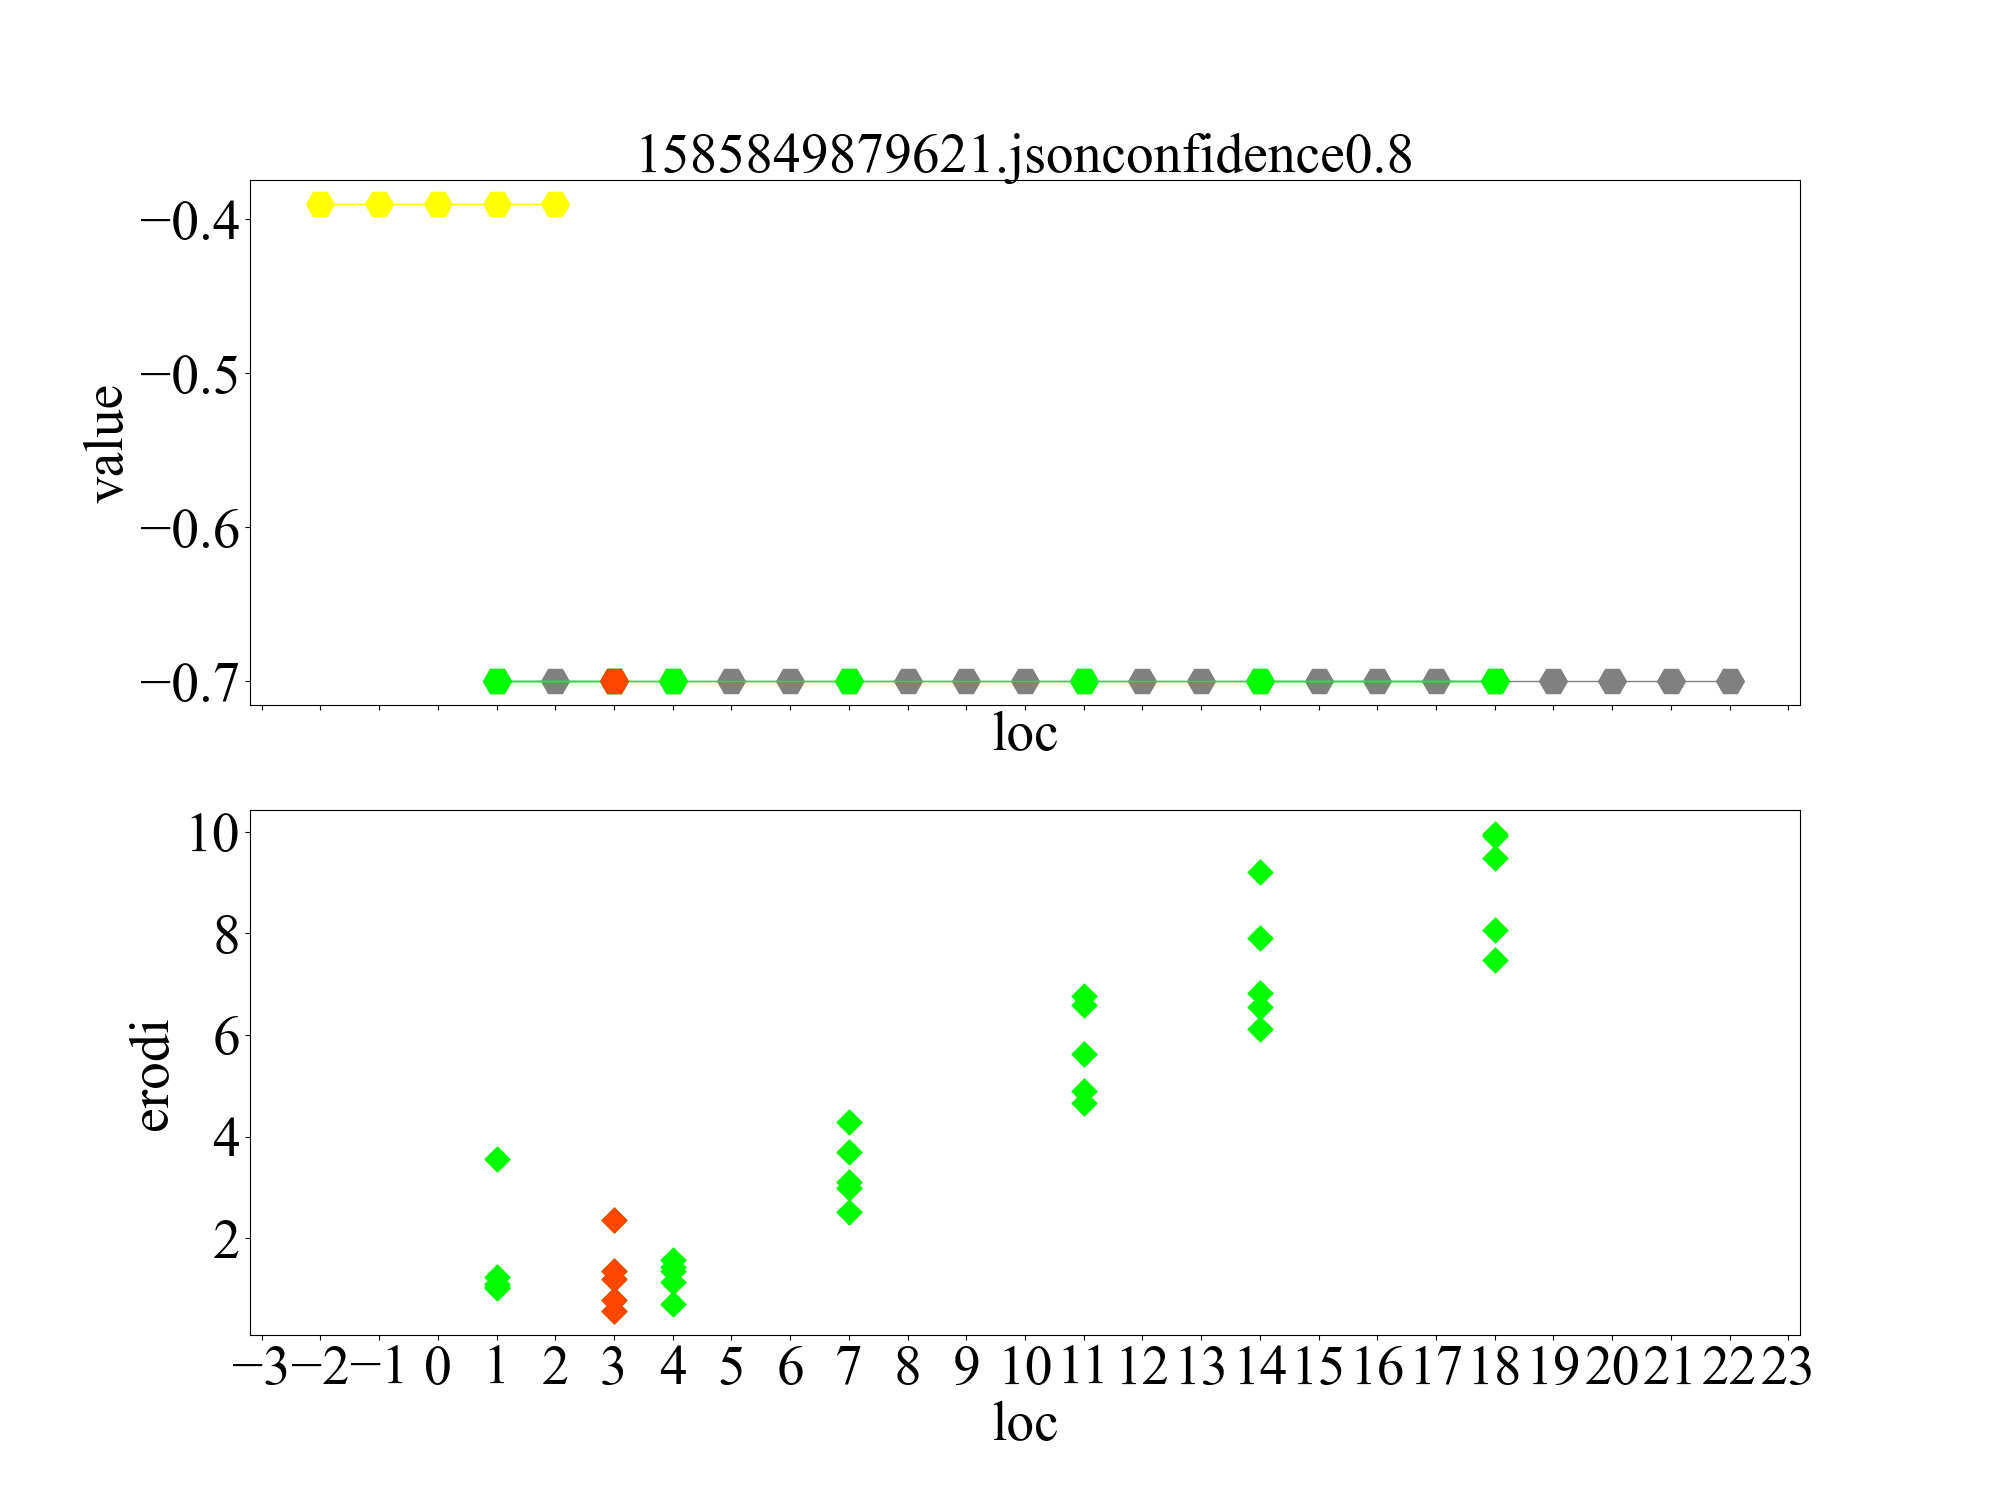 1585849879621.jsonconfidence0.8
−0.4
−0.5
−0.6
−0.7
value
loc
10
8
6
4
2
erodi
−3 −2 −1 0 1 2 3 4 5 6 7 8 9 10 11 12 13 14 15 16 17 18 19 20 21 22 23
loc